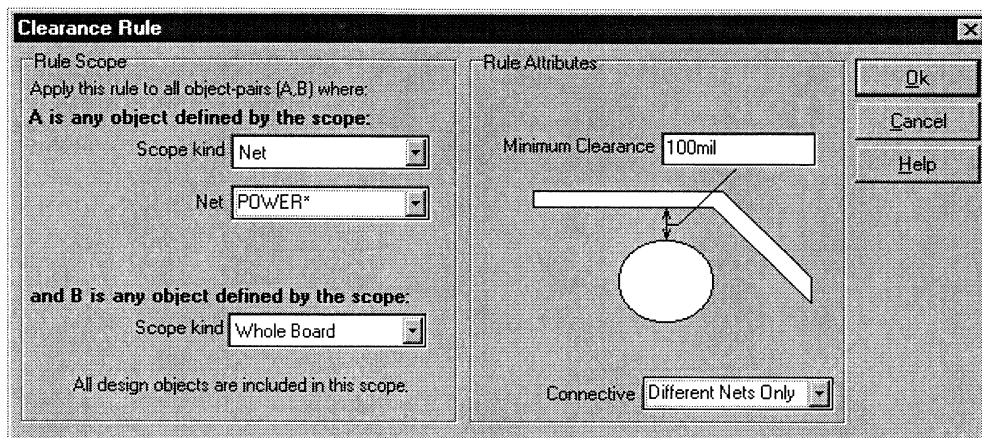 Clearance Rule
Rule Scope
Apply this rule to all object-pairs (A,B) where:
A is any object defined by the scope:
Scope kind Net
Net POWER*
and B is any object defined by the scope:
Scope kind Whole Board
All design objects are included in this scope.
Rule Attributes
Minimum Clearance 100mil
Connective Different Nets Only
Ok
Cancel
Help